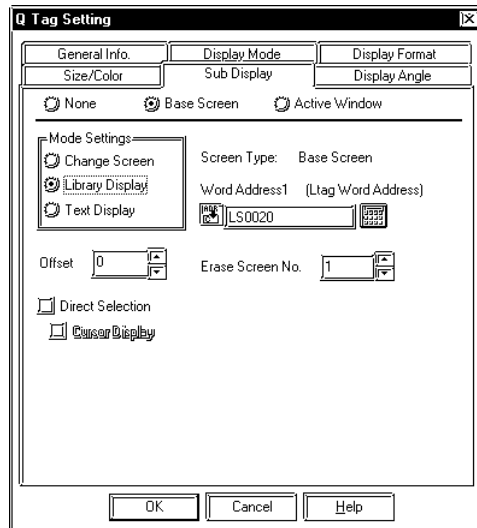 Q Tag Setting
General Info. Display Mode Display Format
Size/Color Sub Display Display Angle
None Base Screen Active Window
Mode Settings
Change Screen
Library Display
Text Display
Screen Type: Base Screen
Word Address1 (Ltag Word Address)
LS0020
Offset 0 Erase Screen No. 1
Direct Selection
Cursor Display
OK Cancel Help